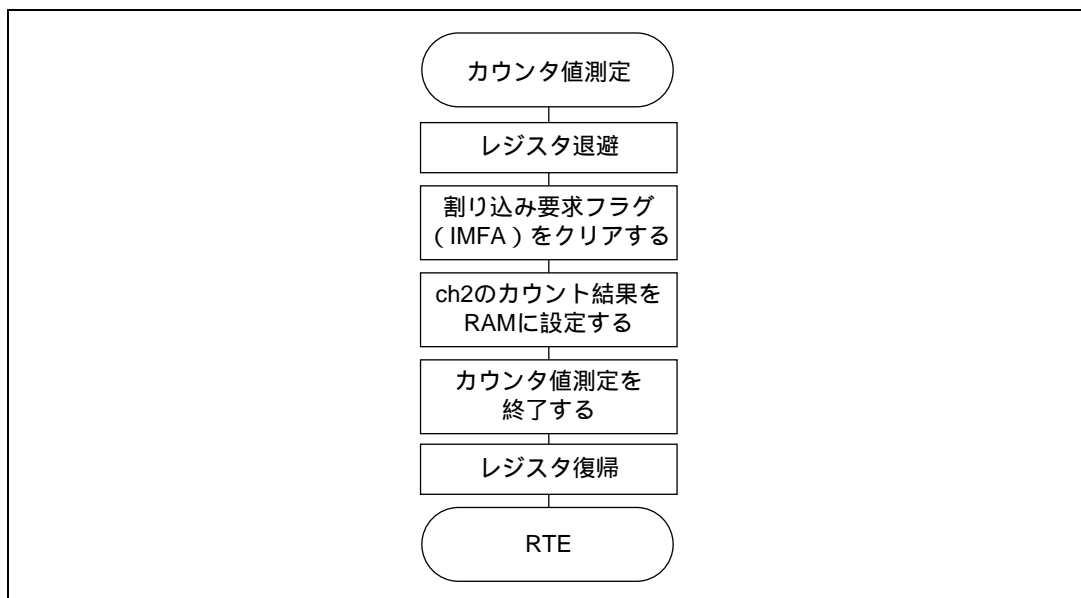 カウンタ値測定
レジスタ退避
割り込み要求フラグ
(IMFA)をクリアする
ch2のカウント結果を
RAMに設定する
カウンタ値測定を
終了する
レジスタ復帰
RTE